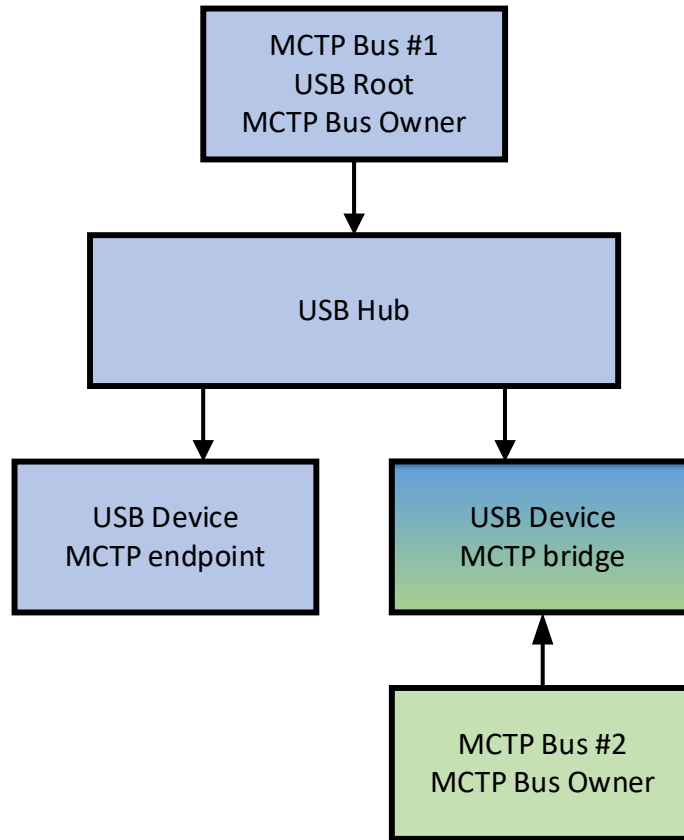 MCTP Bus #1
USB Root
MCTP Bus Owner
USB Hub
USB Device
MCTP endpoint
USB Device
MCTP bridge
MCTP Bus #2
MCTP Bus Owner